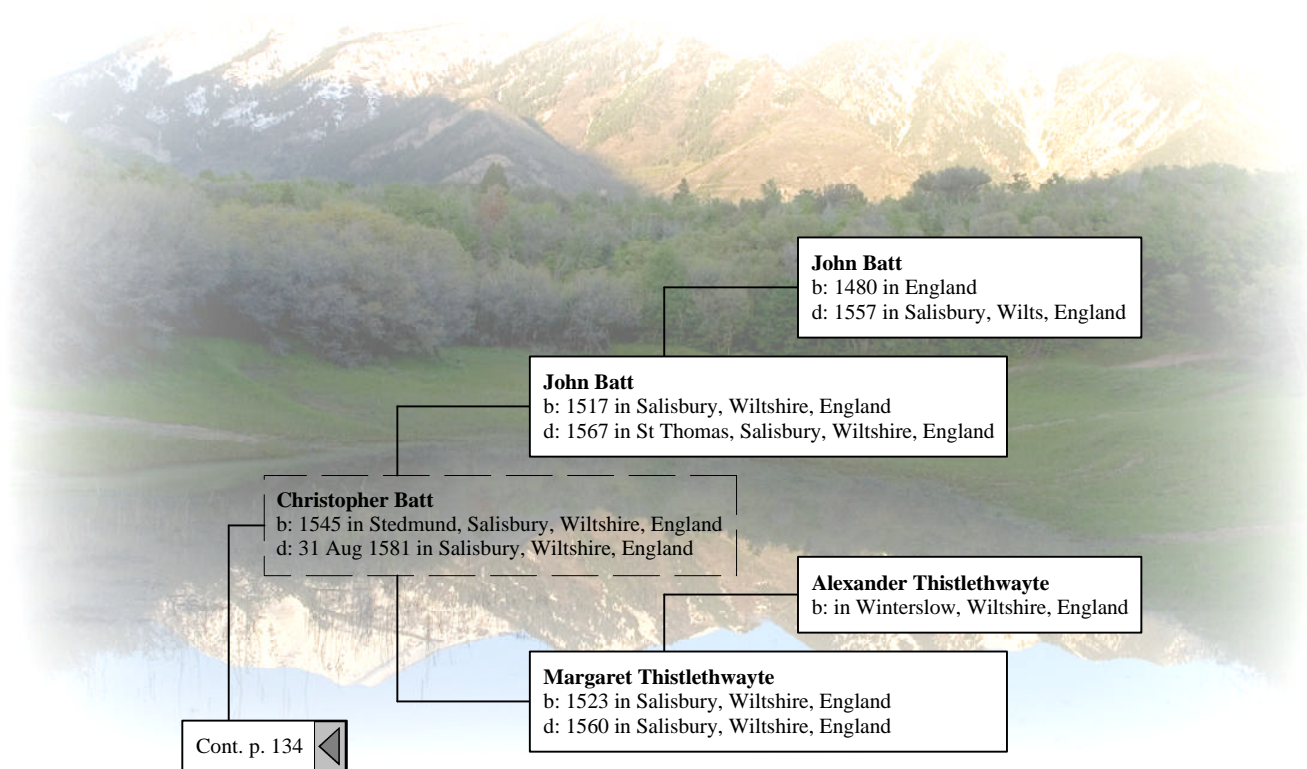 John Batt
b: 1480 in England
d: 1557 in Salisbury, Wilts, England
John Batt
b: 1517 in Salisbury, Wiltshire, England
d: 1567 in St Thomas, Salisbury, Wiltshire, England
Christopher Batt
b: 1545 in Stedmund, Salisbury, Wiltshire, England
d: 31 Aug 1581 in Salisbury, Wiltshire, England
Alexander Thistlethwayte
b: in Winterslow, Wiltshire, England
Margaret Thistlethwayte
b: 1523 in Salisbury, Wiltshire, England
d: 1560 in Salisbury, Wiltshire, England
Cont. p. 134